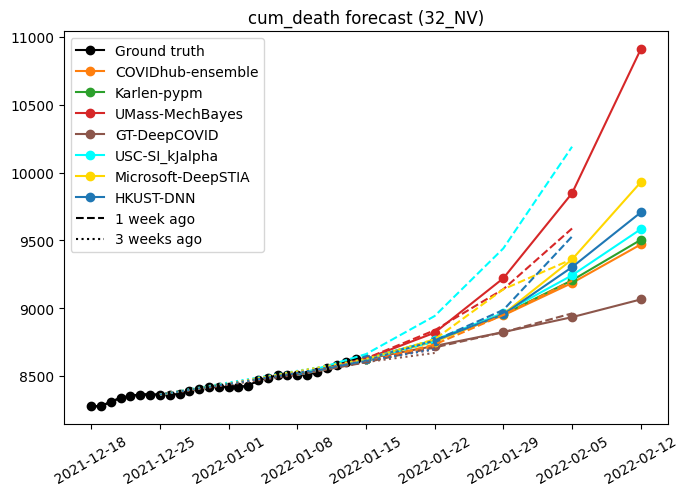 cum_death forecast (32_NV)
11000
10500
10000
9500
9000
8500
Ground truth
COVIDhub-ensemble
Karlen-pypm
UMass-MechBayes
GT-DeepCOVID
USC-SI_kJalpha
Microsoft-DeepSTIA
HKUST-DNN
1 week ago
3 weeks ago
2021-12-18
2021-12-25
2022-01-01
2022-01-08
2022-01-15
2022-01-22
2022-01-29
2022-02-05
2022-02-12